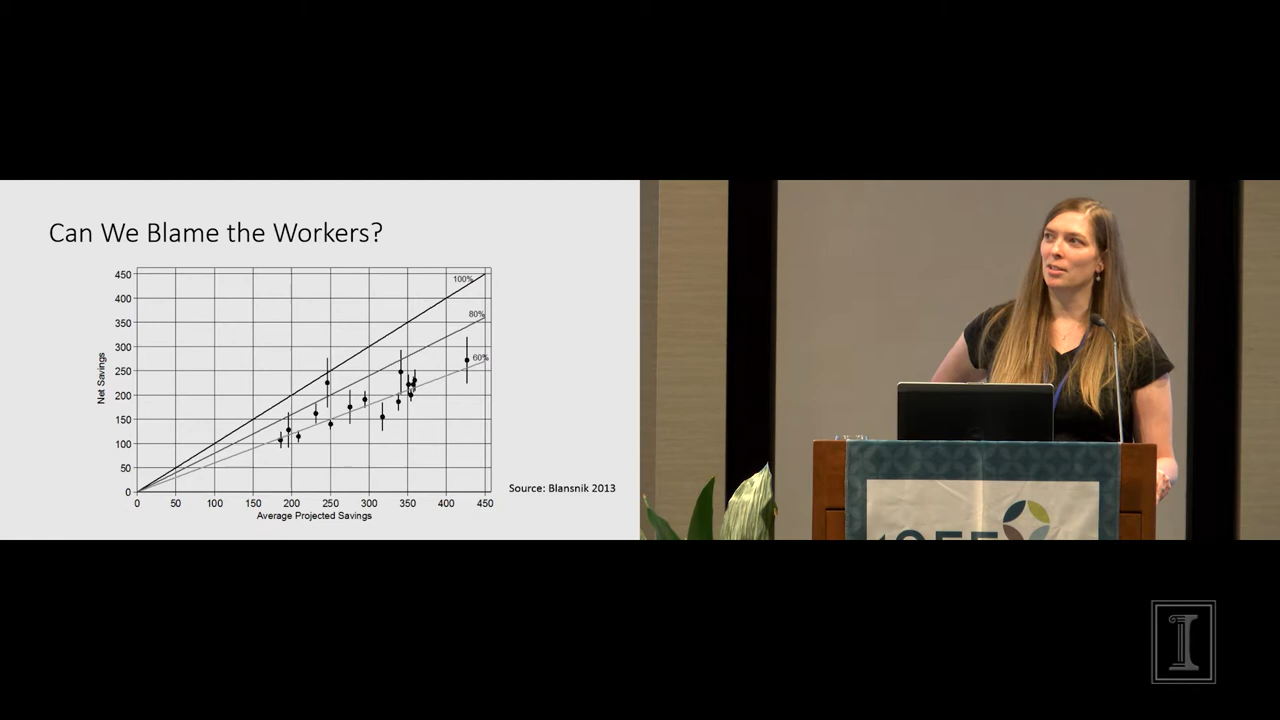 Can We Blame the Workers?
450
400
350
300
250
200
150
100
50
0
Net Savings
100%
80%
60%
0 50 100 150 200 250 300 350 400 450
Average Projected Savings
Source: Blansnik 2013